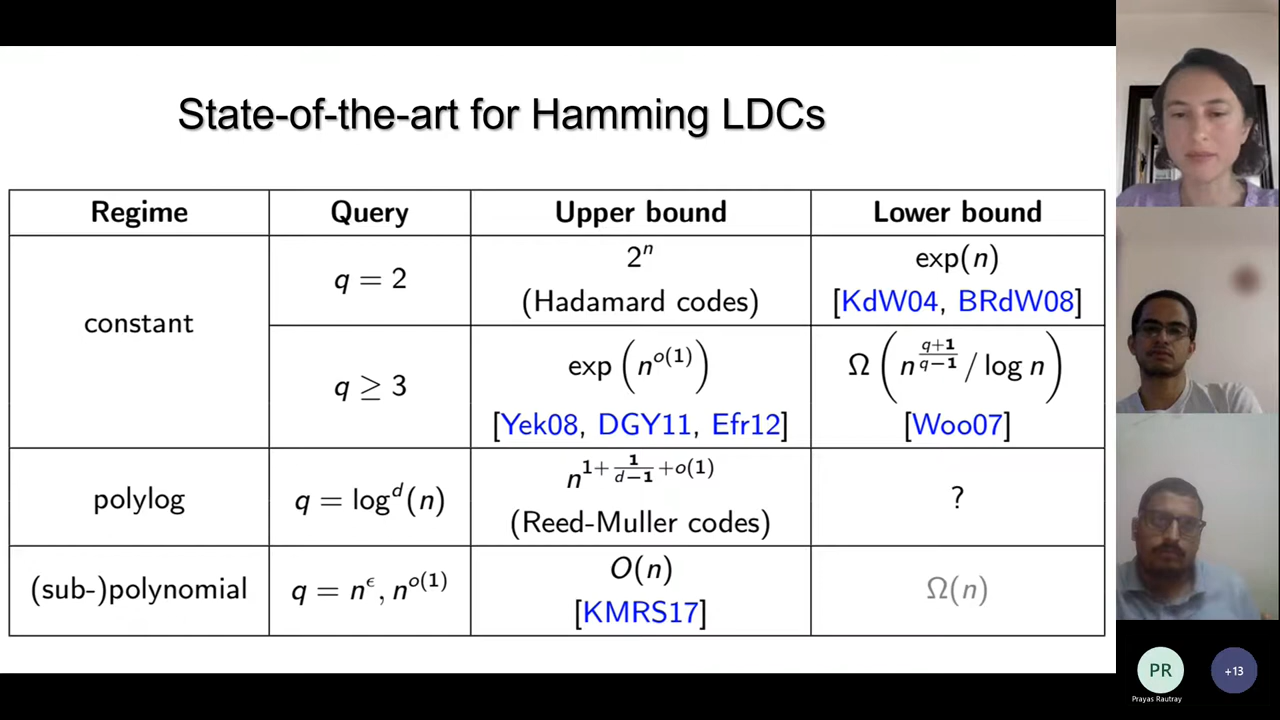 State-of-the-art for Hamming LDCs
Regime Query Upper bound Lower bound
constant
q = 2
2^n
(Hadamard codes)
exp(n)
[KdW04, BRdW08]
q ≥ 3
exp (n^{o(1)})
[Yek08, DGY11, Efr12]
Ω (n^{\frac{q+1}{q−1}} / log n)
[Woo07]
polylog
q = log^d(n)
n^{1+\frac{1}{d−1}+o(1)}
(Reed-Muller codes)
?
(sub-)polynomial
q = n^ϵ, n^{o(1)}
O(n)
[KMRS17]
Ω(n)
PR
Prayas Rautray
+13